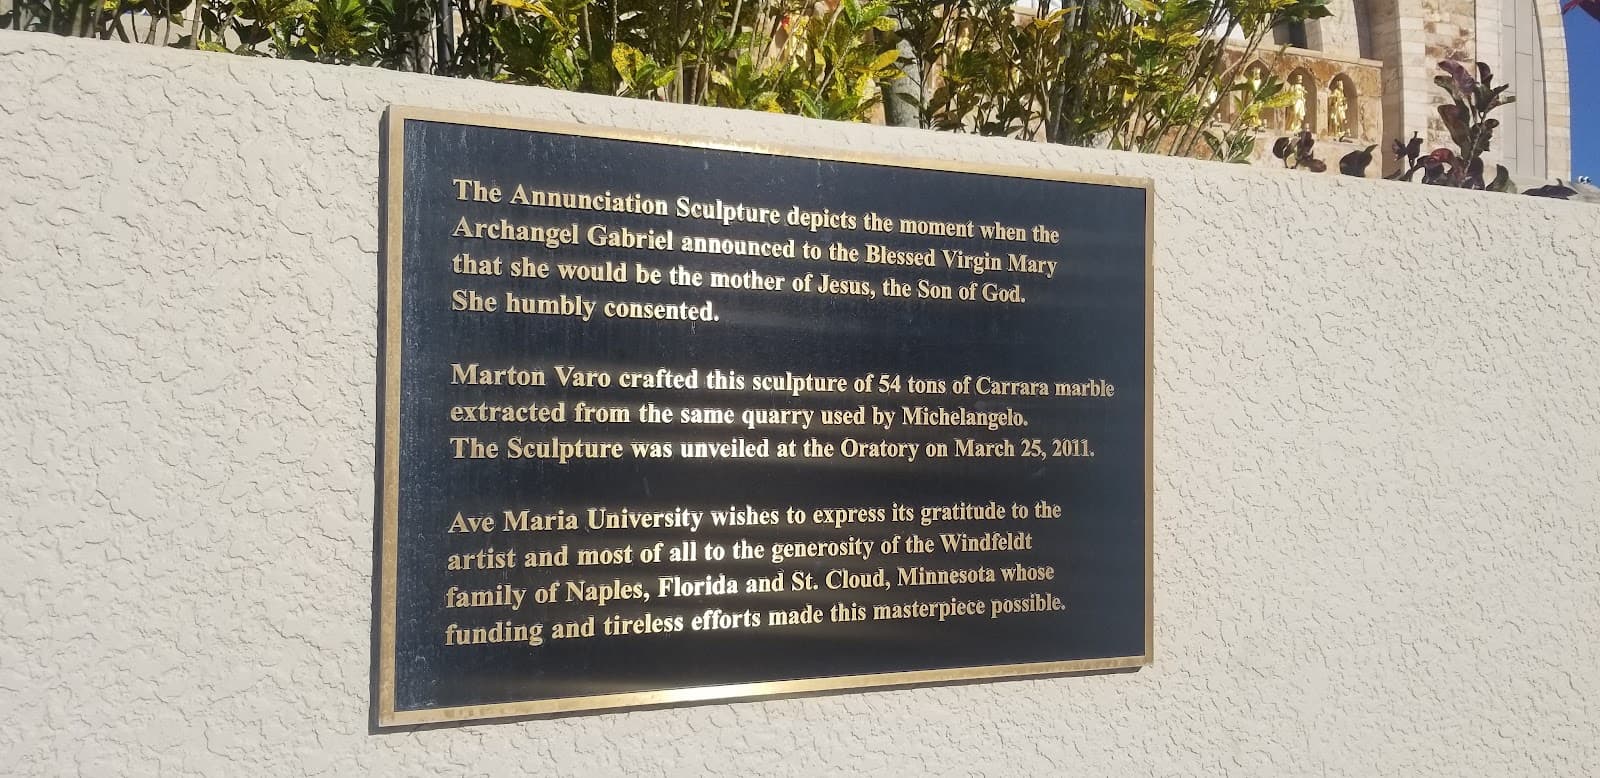 The Annunciation Sculpture depicts the moment when the
Archangel Gabriel announced to the Blessed Virgin Mary
that she would be the mother of Jesus, the Son of God.
She humbly consented.
Marton Varo crafted this sculpture of 54 tons of Carrara marble
extracted from the same quarry used by Michelangelo.
The Sculpture was unveiled at the Oratory on March 25, 2011.
Ave Maria University wishes to express its gratitude to the
artist and most of all to the generosity of the Windfeldt
family of Naples, Florida and St. Cloud, Minnesota whose
funding and tireless efforts made this masterpiece possible.